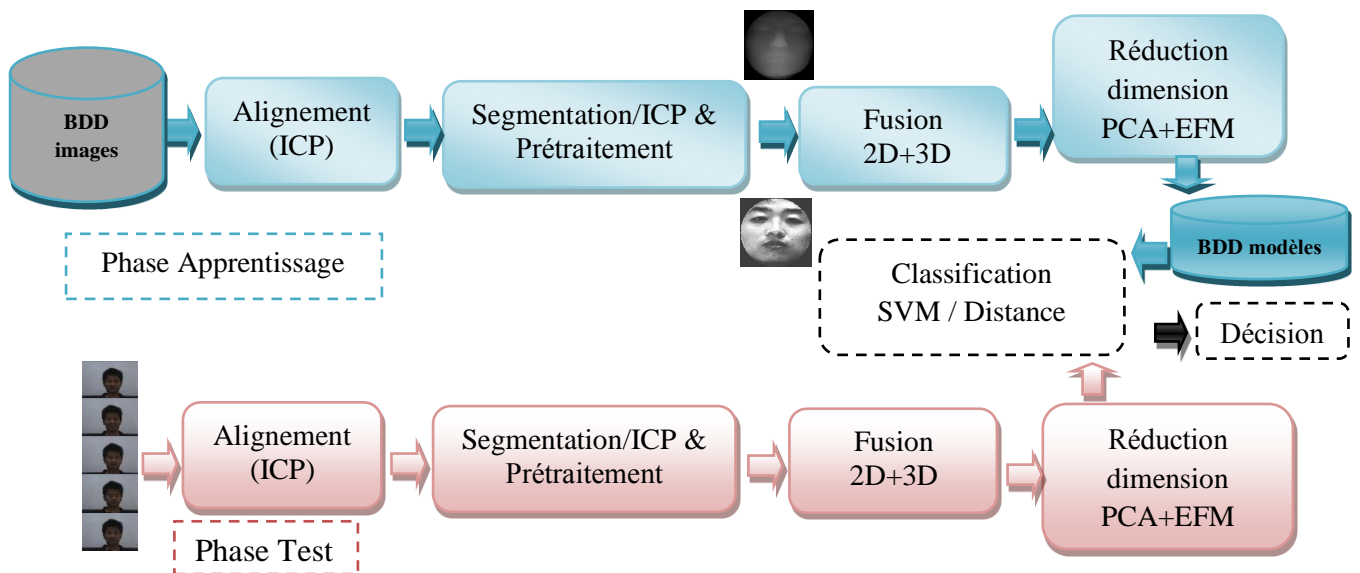 BDD
images
Alignement
(ICP)
Segmentation/ICP &
Prétraitement
Fusion
2D+3D
Réduction
dimension
PCA+EFM
BDD modèles
Phase Apprentissage
Classification
SVM / Distance
Décision
Alignement
(ICP)
Segmentation/ICP &
Prétraitement
Fusion
2D+3D
Réduction
dimension
PCA+EFM
Phase Test